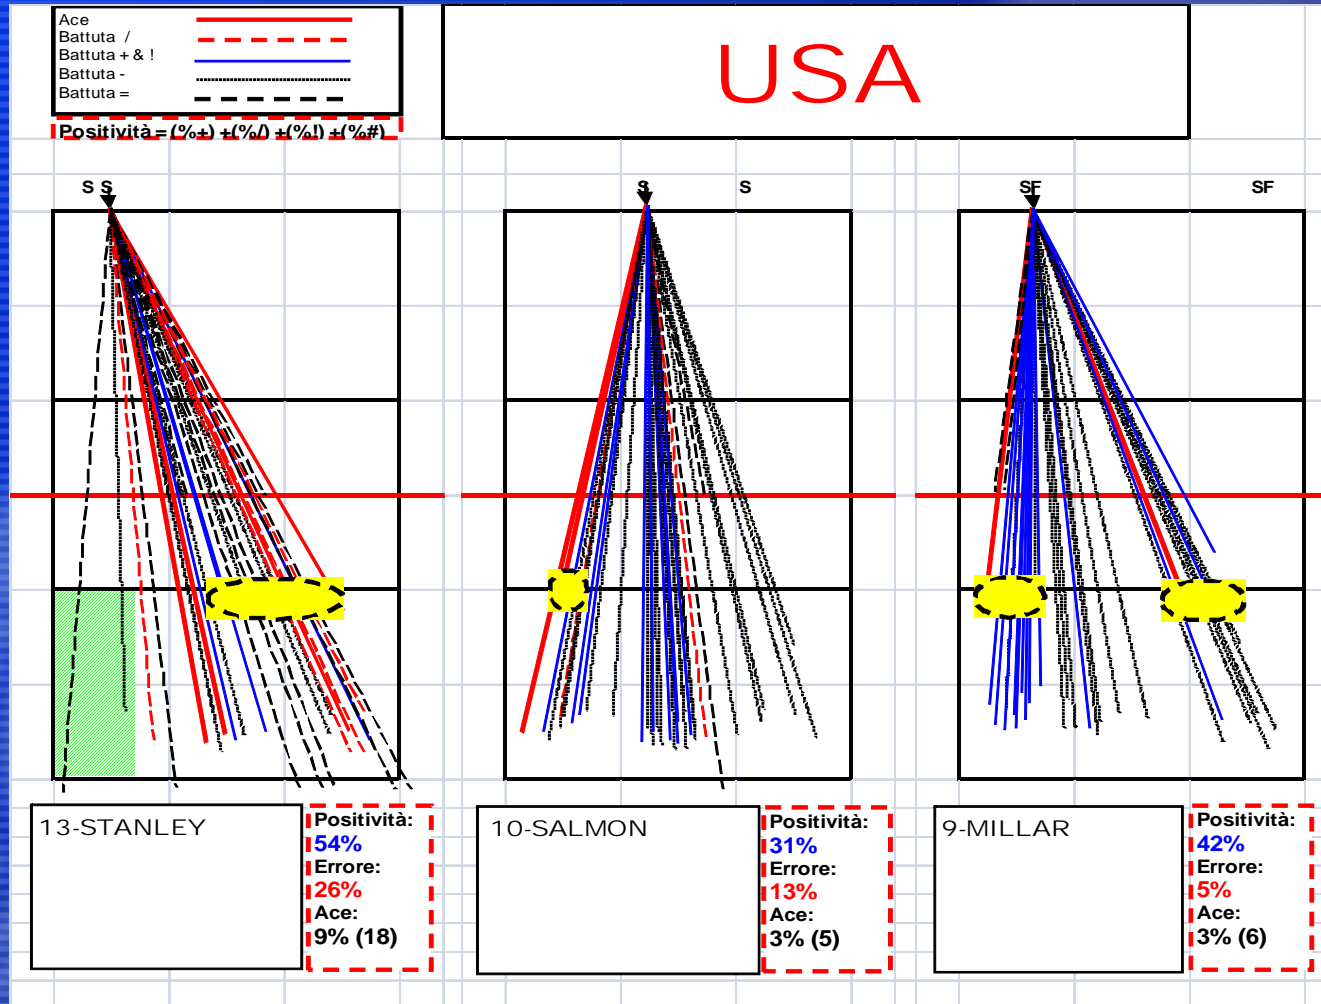 Ace
Battuta /
Battuta + & !
Battuta -
Battuta =
Positività = (%+) +(%/) +(%!) +(%#)
USA
S S
S S
SF SF
13-STANLEY
Positività:
54%
Errore:
26%
Ace:
9% (18)
10-SALMON
Positività:
31%
Errore:
13%
Ace:
3% (5)
9-MILLAR
Positività:
42%
Errore:
5%
Ace:
3% (6)